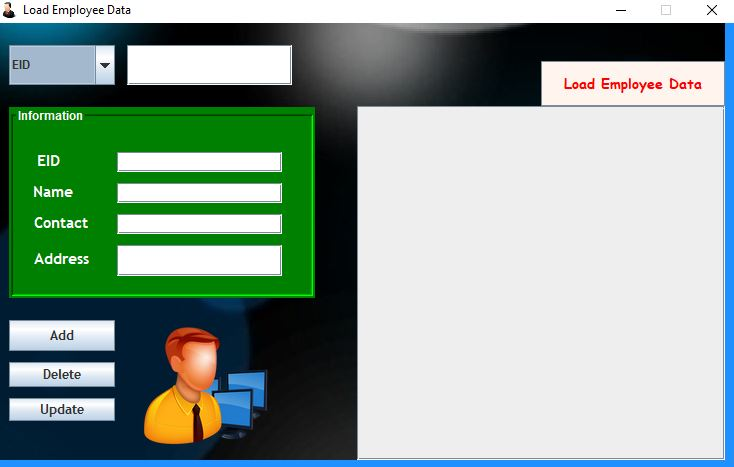 Load Employee Data
EID
Load Employee Data
Information
EID
Name
Contact
Address
Add
Delete
Update